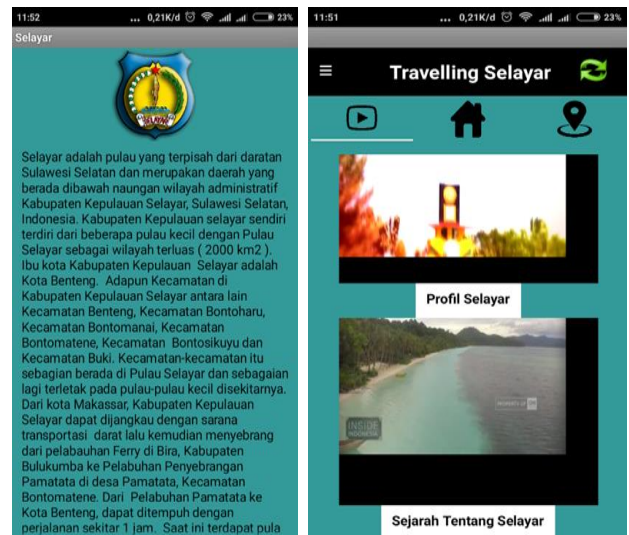 11:52
... 0,21K/d 23%
Selayar
SELAYAR
Selayar adalah pulau yang terpisah dari daratan
Sulawesi Selatan dan merupakan daerah yang
berada dibawah naungan wilayah administratif
Kabupaten Kepulauan Selayar, Sulawesi Selatan,
Indonesia. Kabupaten Kepulauan selayar sendiri
terdiri dari beberapa pulau kecil dengan Pulau
Selayar sebagai wilayah terluas ( 2000 km2 ).
Ibu kota Kabupaten Kepulauan Selayar adalah
Kota Benteng. Adapun Kecamatan di
Kabupaten Kepulauan Selayar antara lain
Kecamatan Benteng, Kecamatan Bontoharu,
Kecamatan Bontomanai, Kecamatan
Bontomatene, Kecamatan Bontosikuyu dan
Kecamatan Buki. Kecamatan-kecamatan itu
sebagian berada di Pulau Selayar dan sebagaian
lagi terletak pada pulau-pulau kecil disekitarnya.
Dari kota Makassar, Kabupaten Kepulauan
Selayar dapat dijangkau dengan sarana
transportasi darat lalu kemudian menyebrang
dari pelabauhan Ferry di Bira, Kabupaten
Bulukumba ke Pelabuhan Penyebrangan
Pamatata di desa Pamatata, Kecamatan
Bontomatene. Dari Pelabuhan Pamatata ke
Kota Benteng, dapat ditempuh dengan
perjalanan sekitar 1 jam. Saat ini terdapat pula
11:51
... 0,21K/d 23%
Travelling Selayar
Profil Selayar
INSIDE
INDONESIA
Sejarah Tentang Selayar